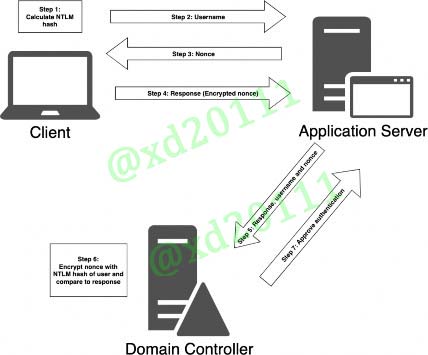 Step 1:
Calculate NTLM
hash
Step 2: Username
Step 3: Nonce
Step 4: Response (Encrypted nonce)
Client
Application Server
@xd20111
Step 5: Response, username and nonce
Step 7: Approve authentication
@xd20111
Step 6:
Encrypt nonce with
NTLM hash of user and
compare to response
Domain Controller